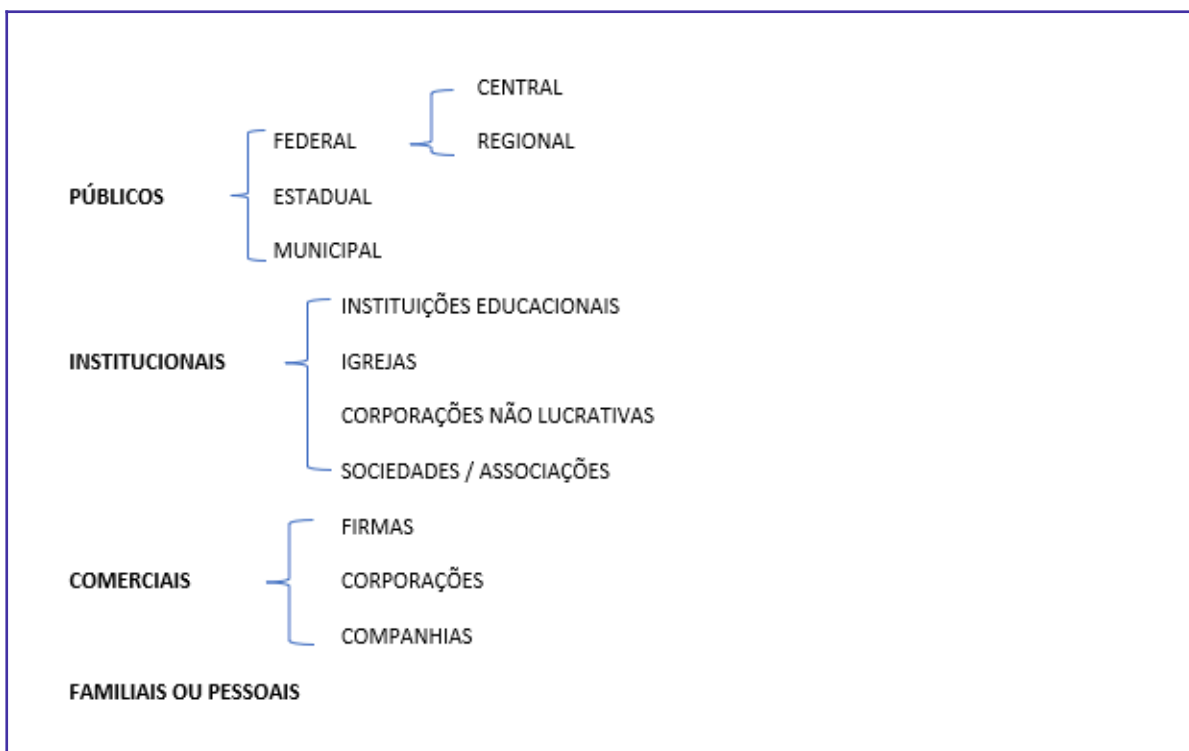 CENTRAL
FEDERAL REGIONAL
PÚBLICOS ESTADUAL
MUNICIPAL
INSTITUIÇÕES EDUCACIONAIS
INSTITUCIONAIS IGREJAS
CORPORAÇÕES NÃO LUCRATIVAS
SOCIEDADES / ASSOCIAÇÕES
FIRMAS
COMERCIAIS CORPORAÇÕES
COMPANHIAS
FAMILIAIS OU PESSOAIS